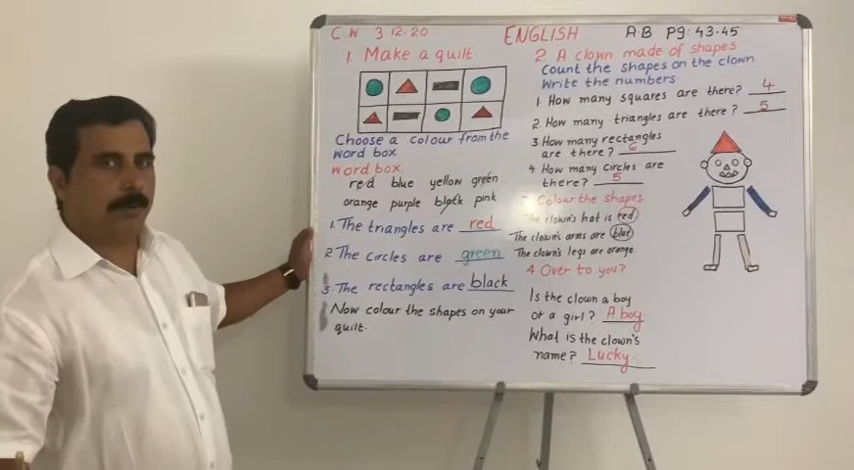 C.W 3 12.20
ENGLISH
A.B Pg: 43-45
1. Make a quilt.
Choose a colour from the
word box
word box
red blue yellow green
orange purple black pink
1. The triangles are red
2 The circles are green
3. The rectangles are black
Now colour the shapes on your
quilt.
2. A clown made of shapes
Count the shapes on the clown.
Write the numbers
1. How many squares are there? 4
2. How many triangles are there? 5
3. How many rectangles
are there? 6
4. How many circles are
there? 5
Colour the shapes
The clown's hat is red
The clown's arms are blue
The clown's legs are orange.
4 Over to you?
Is the clown a boy
or a girl? A boy
What is the clown's
name? Lucky